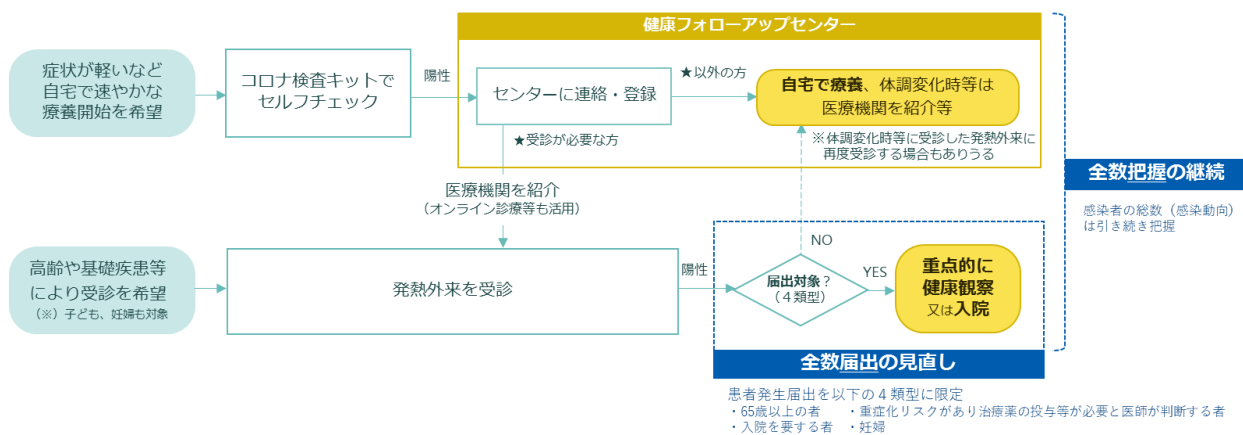 健康フォローアップセンター
症状が軽いなど
自宅で速やかな
療養開始を希望
コロナ検査キットで
セルフチェック
陽性
センターに連絡・登録
★以外の方
自宅で療養、体調変化時等は
医療機関を紹介等
★受診が必要な方
※体調変化時等に受診した発熱外来に
再度受診する場合もありうる
医療機関を紹介
（オンライン診療等も活用）
全数把握の継続
感染者の総数（感染動向）
は引き続き把握
高齢や基礎疾患等
により受診を希望
（※）子ども、妊婦も対象
発熱外来を受診
陽性
NO
届出対象？
（４類型）
YES
重点的に
健康観察
又は入院
全数届出の見直し
患者発生届出を以下の４類型に限定
・65歳以上の者　・重症化リスクがあり治療薬の投与等が必要と医師が判断する者
・入院を要する者　・妊婦